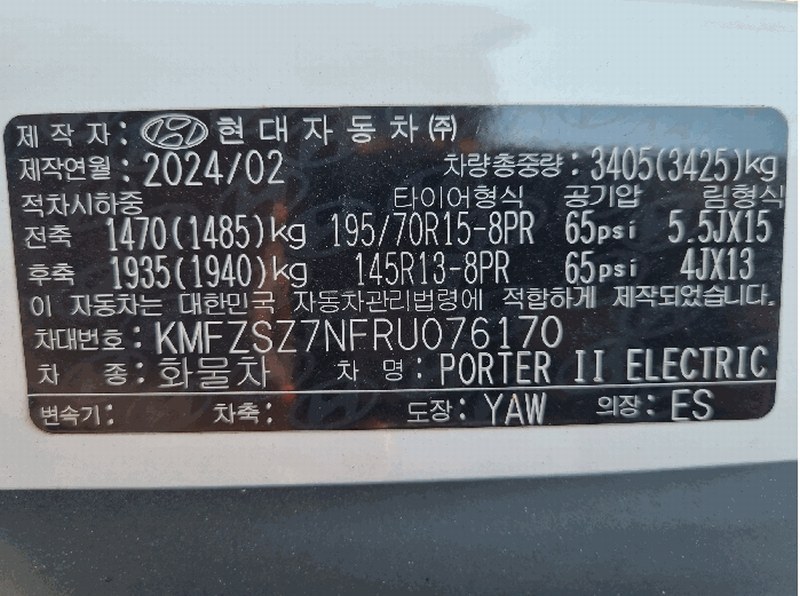 제작자: 현대자동차㈜
제작연월: 2024/02 차량총중량: 3405(3425)kg
적차시하중 타이어형식 공기압 림형식
전축 1470(1485)kg 195/70R15-8PR 65psi 5.5JX15
후축 1935(1940)kg 145R13-8PR 65psi 4JX13
이 자동차는 대한민국 자동차관리법령에 적합하게 제작되었습니다.
차대번호: KMFZSZ7NFRU076170
차 종: 화물차 차 명: PORTER II ELECTRIC
변속기: 차축: 도장: YAW 의장: ES